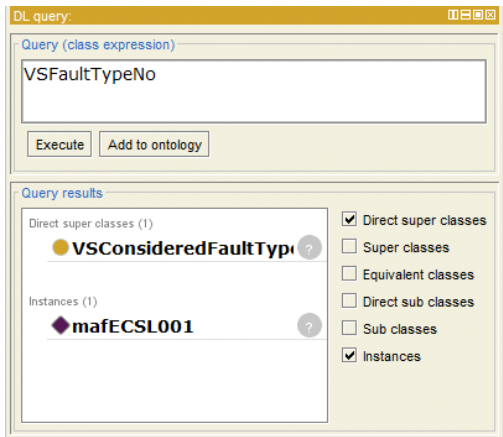 DL query:
Query (class expression)
VSFaultTypeNo
Execute Add to ontology
Query results
Direct super classes (1)
VSConsideredFaultType
?
Instances (1)
mafECSL001
?
Direct super classes
Super classes
Equivalent classes
Direct sub classes
Sub classes
Instances